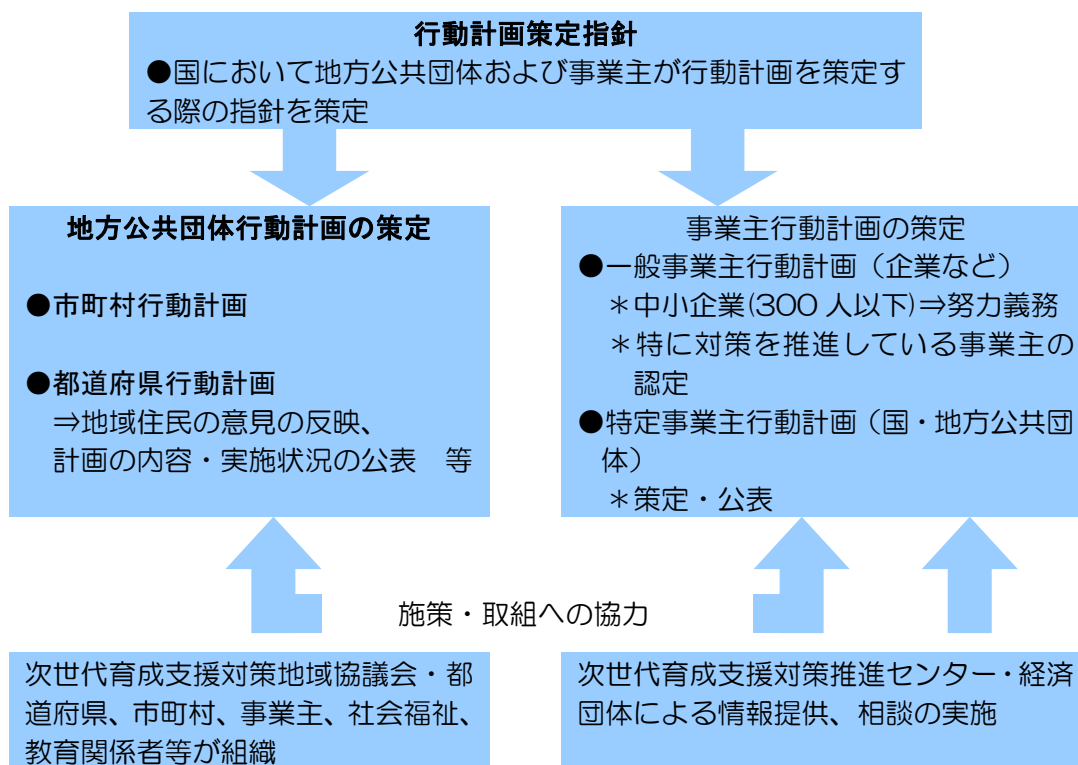 行動計画策定指針
●国において地方公共団体および事業主が行動計画を策定す
る際の指針を策定
地方公共団体行動計画の策定
●市町村行動計画
●都道府県行動計画
⇒地域住民の意見の反映、
計画の内容・実施状況の公表　等
事業主行動計画の策定
●一般事業主行動計画（企業など）
＊中小企業(300 人以下)⇒努力義務
＊特に対策を推進している事業主の
認定
●特定事業主行動計画（国・地方公共団
体）
＊策定・公表
施策・取組への協力
次世代育成支援対策地域協議会・都
道府県、市町村、事業主、社会福祉、
教育関係者等が組織
次世代育成支援対策推進センター・経済
団体による情報提供、相談の実施